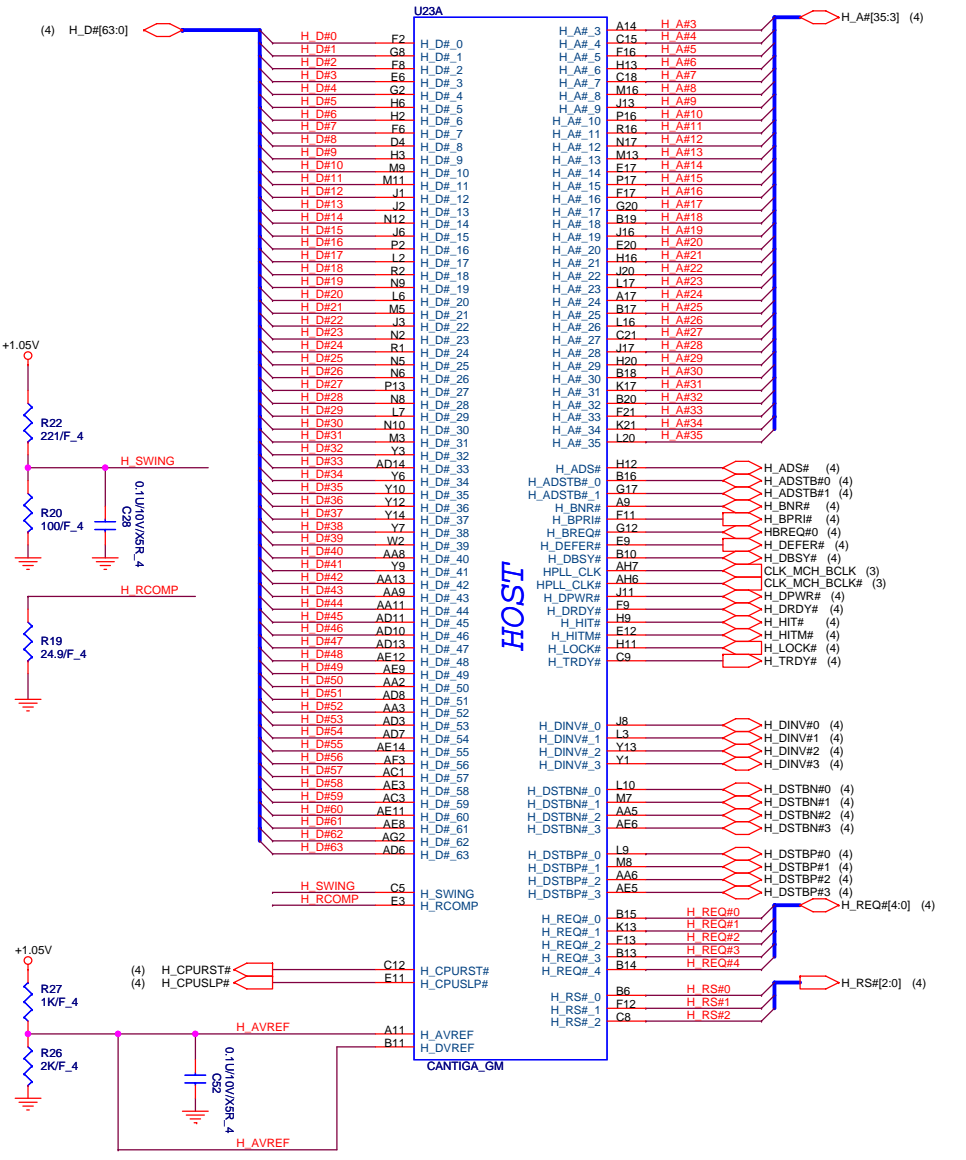 U23A
(4) H_D#[63:0]
H_A#[35:3] (4)
H_D#0 F2 H_D#_0
H_D#1 G8 H_D#_1
H_D#2 F8 H_D#_2
H_D#3 E6 H_D#_3
H_D#4 G2 H_D#_4
H_D#5 H6 H_D#_5
H_D#6 H2 H_D#_6
H_D#7 F6 H_D#_7
H_D#8 D4 H_D#_8
H_D#9 H3 H_D#_9
H_D#10 M9 H_D#_10
H_D#11 M11 H_D#_11
H_D#12 J1 H_D#_12
H_D#13 J2 H_D#_13
H_D#14 N12 H_D#_14
H_D#15 J6 H_D#_15
H_D#16 P2 H_D#_16
H_D#17 L2 H_D#_17
H_D#18 R2 H_D#_18
H_D#19 N9 H_D#_19
H_D#20 L6 H_D#_20
H_D#21 M5 H_D#_21
H_D#22 J3 H_D#_22
H_D#23 N2 H_D#_23
H_D#24 R1 H_D#_24
H_D#25 N5 H_D#_25
H_D#26 N6 H_D#_26
H_D#27 P13 H_D#_27
H_D#28 N8 H_D#_28
H_D#29 L7 H_D#_29
H_D#30 N10 H_D#_30
H_D#31 M3 H_D#_31
H_D#32 Y3 H_D#_32
H_D#33 AD14 H_D#_33
H_D#34 Y6 H_D#_34
H_D#35 Y10 H_D#_35
H_D#36 Y12 H_D#_36
H_D#37 Y14 H_D#_37
H_D#38 Y7 H_D#_38
H_D#39 W2 H_D#_39
H_D#40 AA8 H_D#_40
H_D#41 Y9 H_D#_41
H_D#42 AA13 H_D#_42
H_D#43 AA9 H_D#_43
H_D#44 AA11 H_D#_44
H_D#45 AD11 H_D#_45
H_D#46 AD10 H_D#_46
H_D#47 AD13 H_D#_47
H_D#48 AE12 H_D#_48
H_D#49 AE9 H_D#_49
H_D#50 AA2 H_D#_50
H_D#51 AD8 H_D#_51
H_D#52 AA3 H_D#_52
H_D#53 AD3 H_D#_53
H_D#54 AD7 H_D#_54
H_D#55 AE14 H_D#_55
H_D#56 AF3 H_D#_56
H_D#57 AC1 H_D#_57
H_D#58 AE3 H_D#_58
H_D#59 AC3 H_D#_59
H_D#60 AE11 H_D#_60
H_D#61 AE8 H_D#_61
H_D#62 AG2 H_D#_62
H_D#63 AD6 H_D#_63
H_SWING C5 H_SWING
H_RCOMP E3 H_RCOMP
(4) H_CPURST# C12 H_CPURST#
(4) H_CPUSLP# E11 H_CPUSLP#
H_AVREF A11 H_AVREF
B11 H_DVREF
H_AVREF
+1.05V
R22
221/F_4
H_SWING
R20
100/F_4
0.1U/10V/X5R_4
C28
H_RCOMP
R19
24.9/F_4
+1.05V
R27
1K/F_4
R26
2K/F_4
0.1U/10V/X5R_4
C52
HOST
H_A#_3 A14 H_A#3
H_A#_4 C15 H_A#4
H_A#_5 F16 H_A#5
H_A#_6 H13 H_A#6
H_A#_7 C18 H_A#7
H_A#_8 M16 H_A#8
H_A#_9 J13 H_A#9
H_A#_10 P16 H_A#10
H_A#_11 R16 H_A#11
H_A#_12 N17 H_A#12
H_A#_13 M13 H_A#13
H_A#_14 E17 H_A#14
H_A#_15 P17 H_A#15
H_A#_16 F17 H_A#16
H_A#_17 G20 H_A#17
H_A#_18 B19 H_A#18
H_A#_19 J16 H_A#19
H_A#_20 E20 H_A#20
H_A#_21 H16 H_A#21
H_A#_22 J20 H_A#22
H_A#_23 L17 H_A#23
H_A#_24 A17 H_A#24
H_A#_25 B17 H_A#25
H_A#_26 L16 H_A#26
H_A#_27 C21 H_A#27
H_A#_28 J17 H_A#28
H_A#_29 H20 H_A#29
H_A#_30 B18 H_A#30
H_A#_31 K17 H_A#31
H_A#_32 B20 H_A#32
H_A#_33 F21 H_A#33
H_A#_34 K21 H_A#34
H_A#_35 L20 H_A#35
H_ADS# H12 H_ADS# (4)
H_ADSTB#_0 B16 H_ADSTB#0 (4)
H_ADSTB#_1 G17 H_ADSTB#1 (4)
H_BNR# A9 H_BNR# (4)
H_BPRI# F11 H_BPRI# (4)
H_BREQ# G12 HBREQ#0 (4)
H_DEFER# E9 H_DEFER# (4)
H_DBSY# B10 H_DBSY# (4)
HPLL_CLK AH7 CLK_MCH_BCLK (3)
HPLL_CLK# AH6 CLK_MCH_BCLK# (3)
H_DPWR# J11 H_DPWR# (4)
H_DRDY# F9 H_DRDY# (4)
H_HIT# H9 H_HIT# (4)
H_HITM# E12 H_HITM# (4)
H_LOCK# H11 H_LOCK# (4)
H_TRDY# C9 H_TRDY# (4)
H_DINV#_0 J8 H_DINV#0 (4)
H_DINV#_1 L3 H_DINV#1 (4)
H_DINV#_2 Y13 H_DINV#2 (4)
H_DINV#_3 Y1 H_DINV#3 (4)
H_DSTBN#_0 L10 H_DSTBN#0 (4)
H_DSTBN#_1 M7 H_DSTBN#1 (4)
H_DSTBN#_2 AA5 H_DSTBN#2 (4)
H_DSTBN#_3 AE6 H_DSTBN#3 (4)
H_DSTBP#_0 L9 H_DSTBP#0 (4)
H_DSTBP#_1 M8 H_DSTBP#1 (4)
H_DSTBP#_2 AA6 H_DSTBP#2 (4)
H_DSTBP#_3 AE5 H_DSTBP#3 (4)
H_REQ#[4:0] (4)
H_REQ#_0 B15 H_REQ#0
H_REQ#_1 K13 H_REQ#1
H_REQ#_2 F13 H_REQ#2
H_REQ#_3 B13 H_REQ#3
H_REQ#_4 B14 H_REQ#4
H_RS#[2:0] (4)
H_RS#_0 B6 H_RS#0
H_RS#_1 F12 H_RS#1
H_RS#_2 C8 H_RS#2
CANTIGA_GM